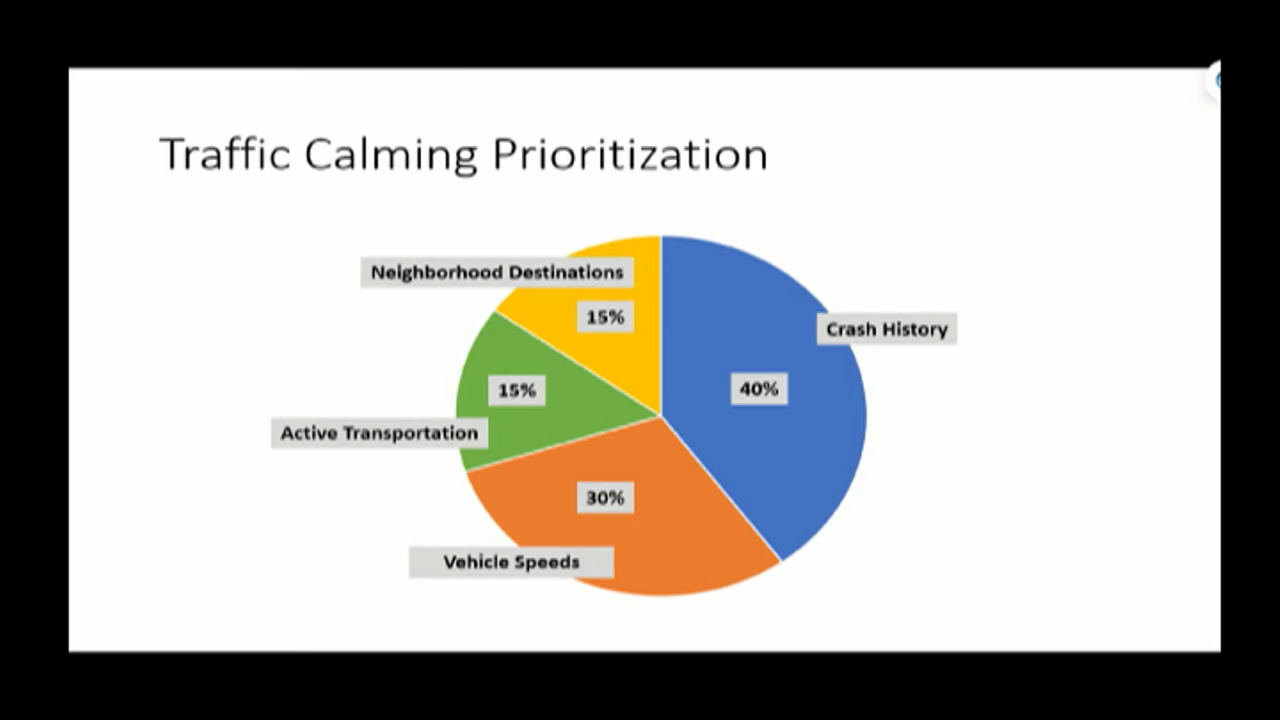 Traffic Calming Prioritization
Neighborhood Destinations
15%
Crash History
40%
15%
Active Transportation
30%
Vehicle Speeds